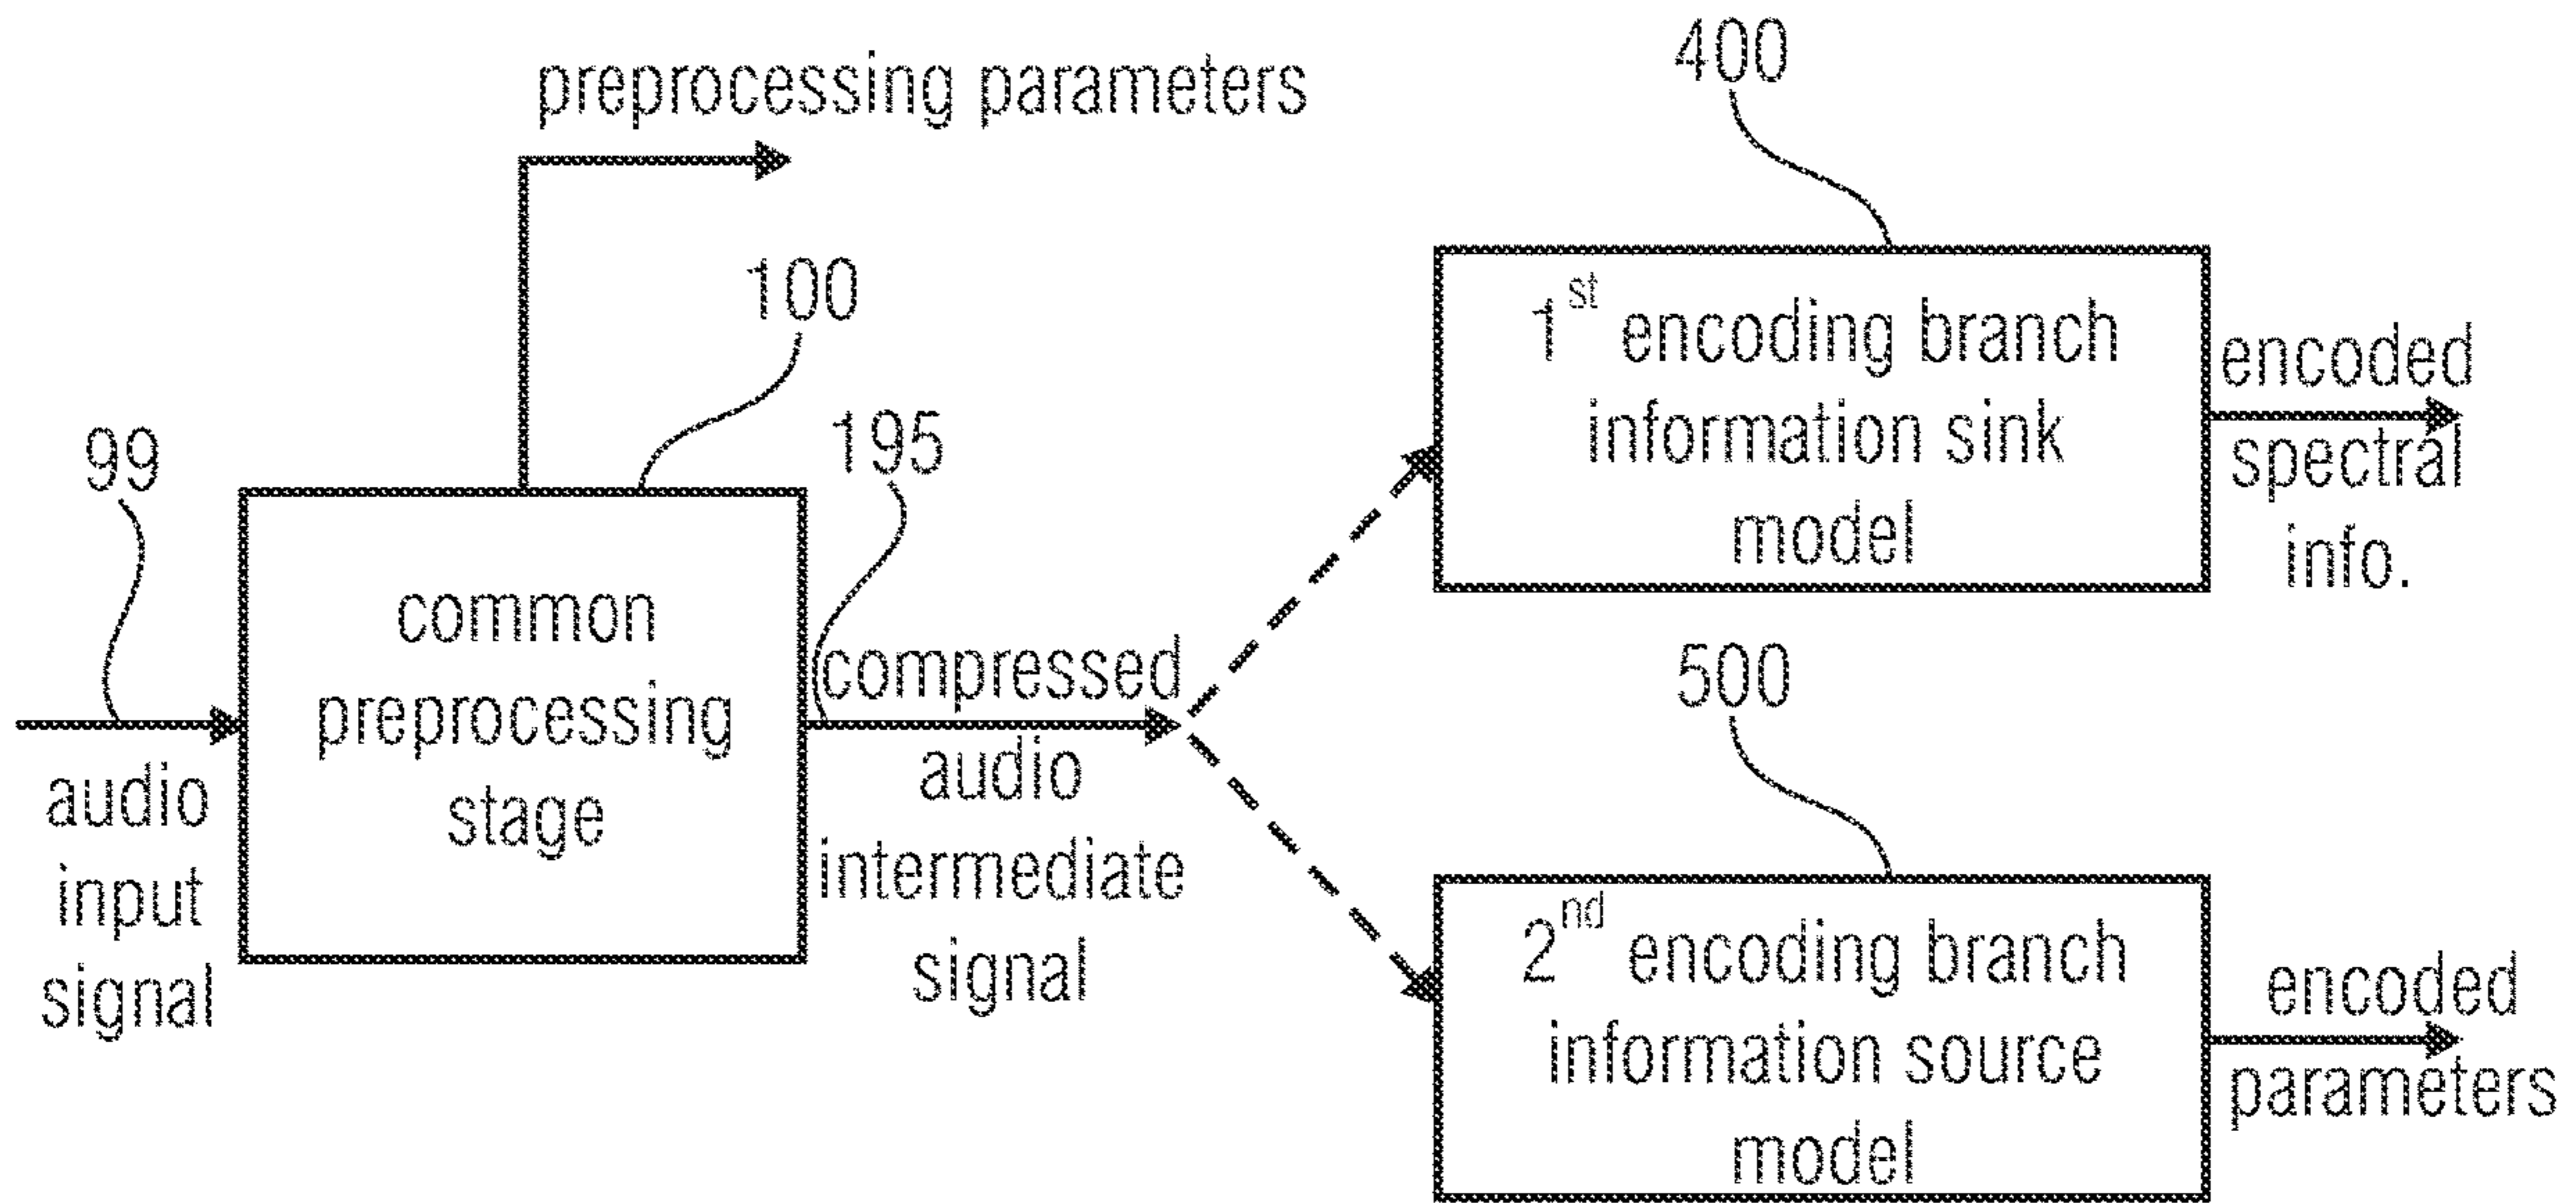 preprocessing parameters
400
100
1st encoding branch
information sink
model
encoded
spectral
info.
99
195
common
preprocessing
stage
audio
input
signal
compressed
audio
intermediate
signal
500
2nd encoding branch
information source
model
encoded
parameters